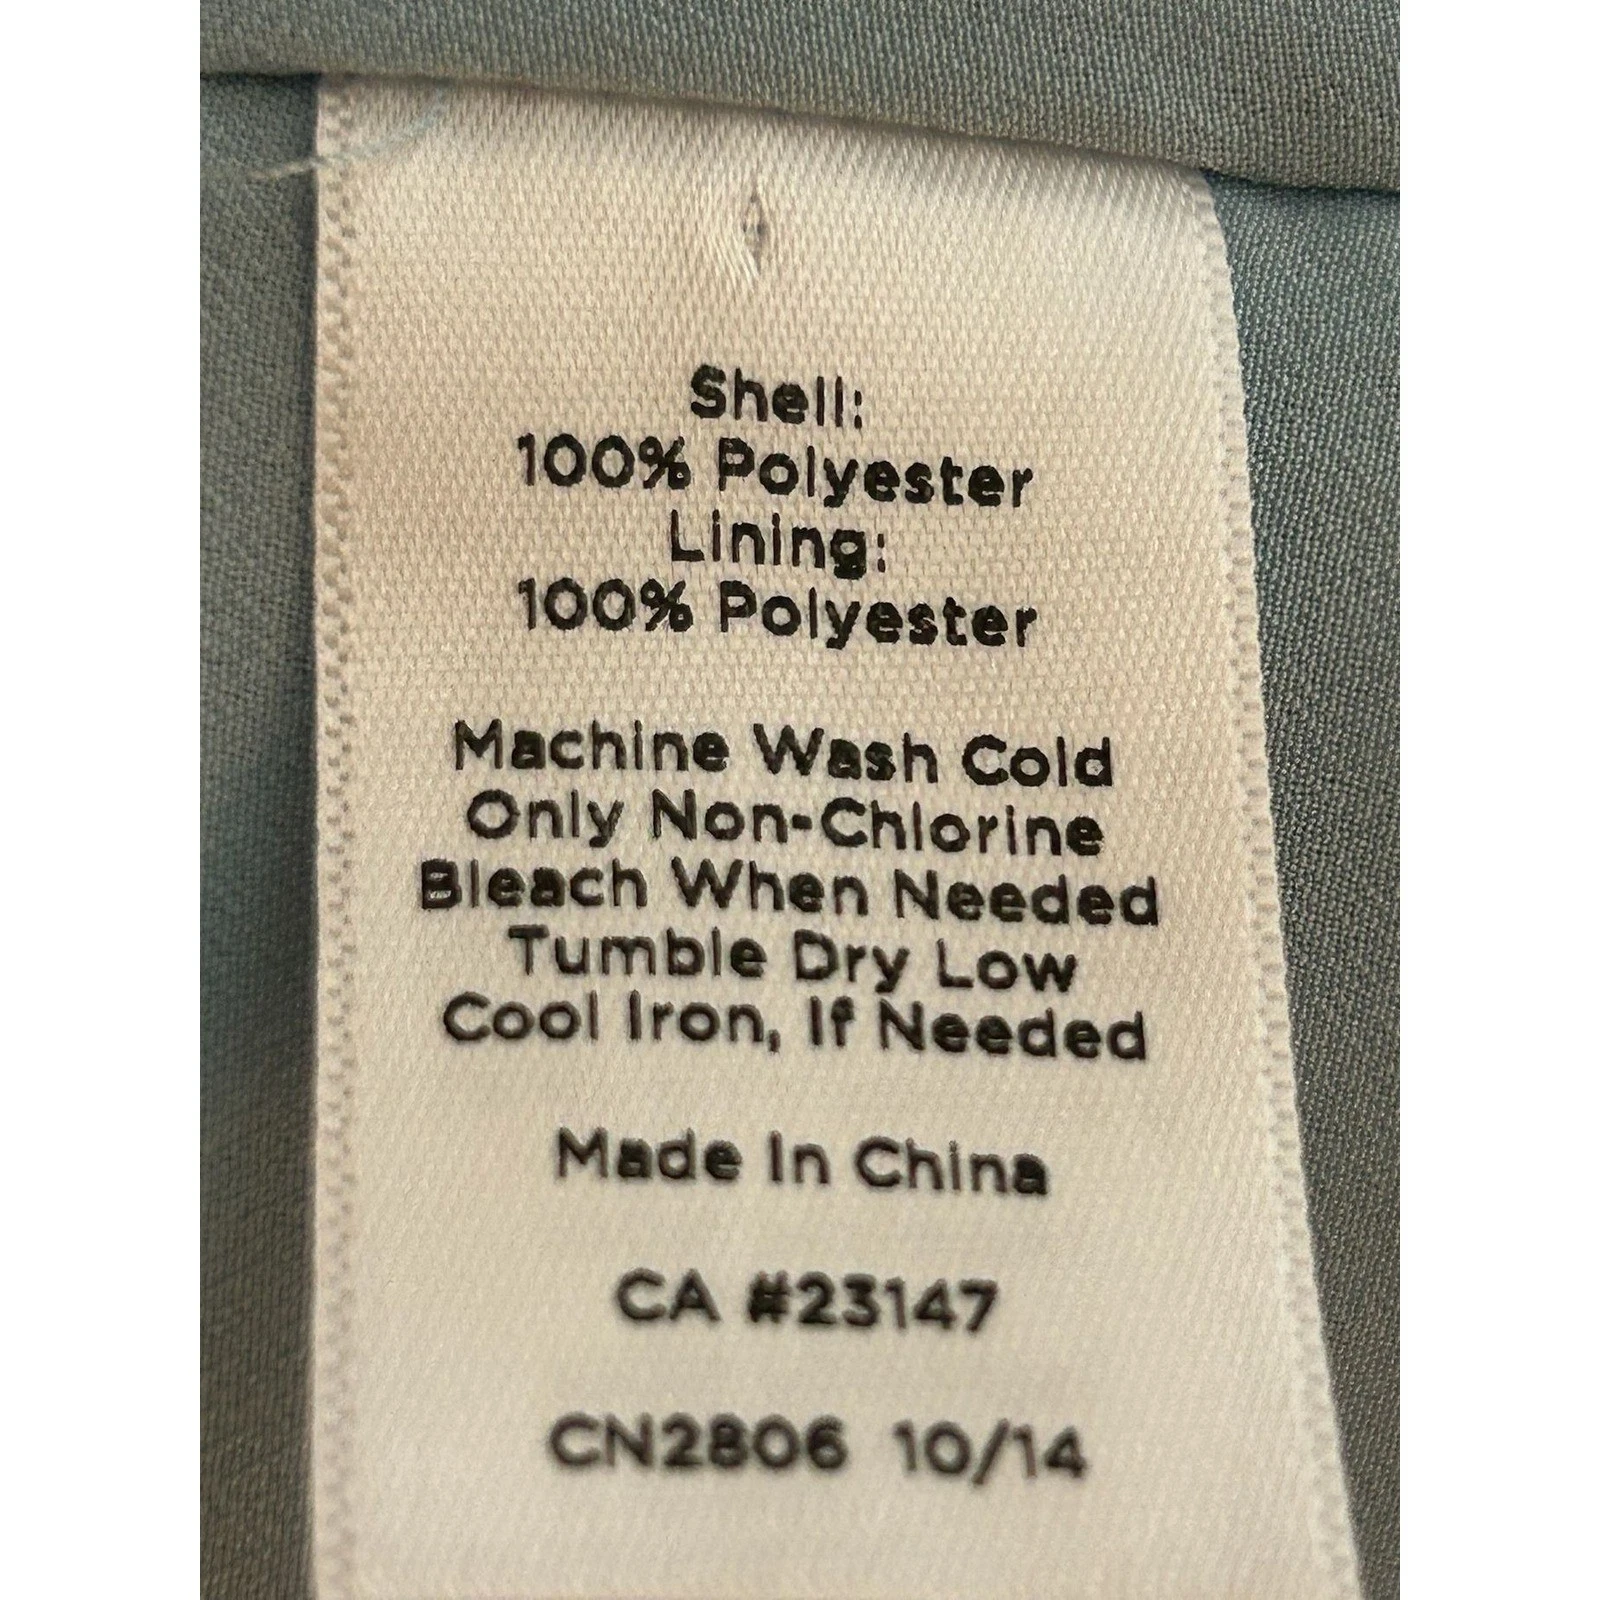 Shell:
100% Polyester
Lining:
100% Polyester
Machine Wash Cold
Only Non-Chlorine
Bleach When Needed
Tumble Dry Low
Cool Iron, If Needed
Made In China
CA #23147
CN2806 10/14